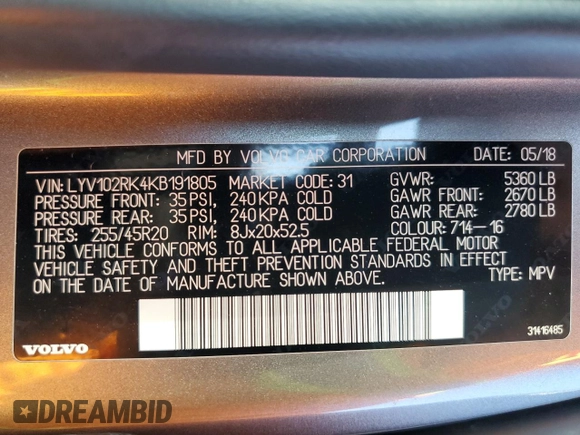 MFD BY VOLVO CAR CORPORATION DATE: 05/18
VIN: LYV102RK4KB191805 MARKET CODE: 31 GVWR: 5360 LB
PRESSURE FRONT: 35 PSI, 240 KPA COLD GAWR FRONT: 2670 LB
PRESSURE REAR: 35 PSI, 240 KPA COLD GAWR REAR: 2780 LB
TIRES: 255/45R20 RIM: 8Jx20x52.5 COLOUR: 714-16
THIS VEHICLE CONFORMS TO ALL APPLICABLE FEDERAL MOTOR
VEHICLE SAFETY AND THEFT PREVENTION STANDARDS IN EFFECT
ON THE DATE OF MANUFACTURE SHOWN ABOVE. TYPE: MPV
31416485
VOLVO
DREAMBID